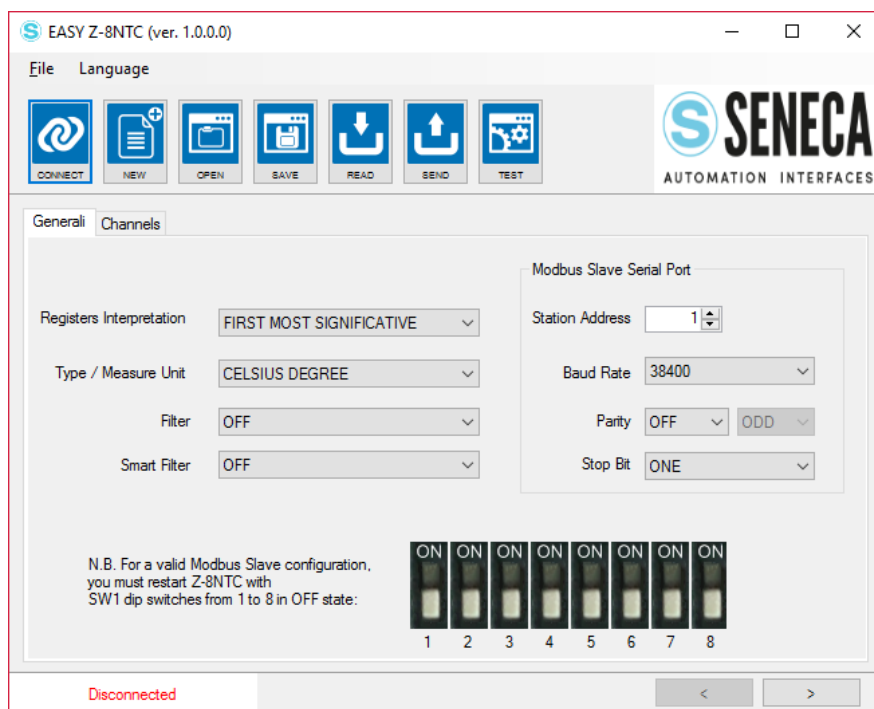 EASY Z-8NTC (ver. 1.0.0.0)
File Language
CONNECT NEW OPEN SAVE READ SEND TEST
S SENECA
AUTOMATION INTERFACES
Generali Channels
Modbus Slave Serial Port
Registers Interpretation FIRST MOST SIGNIFICATIVE
Station Address 1
Type / Measure Unit CELSIUS DEGREE
Baud Rate 38400
Filter OFF
Parity OFF ODD
Smart Filter OFF
Stop Bit ONE
N.B. For a valid Modbus Slave configuration,
you must restart Z-8NTC with
SW1 dip switches from 1 to 8 in OFF state:
ON ON ON ON ON ON ON ON
1 2 3 4 5 6 7 8
Disconnected < >